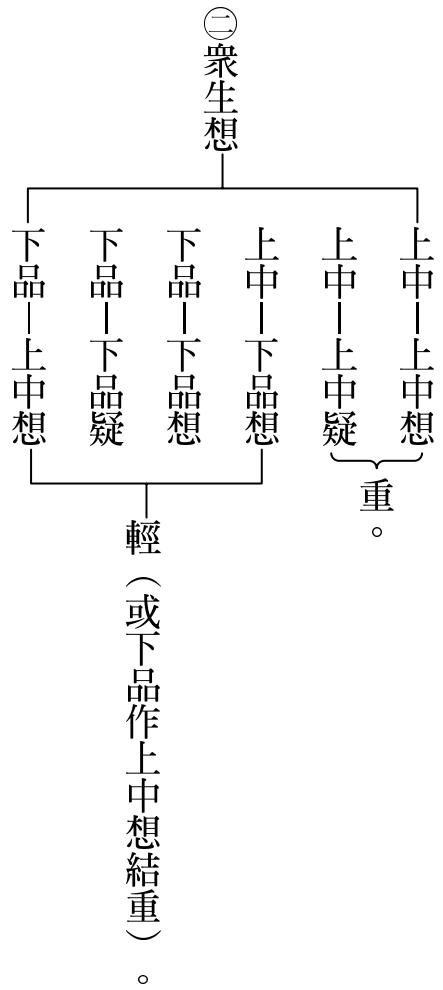 ㊁衆生想
上中—上中想
上中—上中疑
重。
上中—下品想
下品—下品想
下品—下品疑
下品—上中想
輕（或下品作上中想結重）。